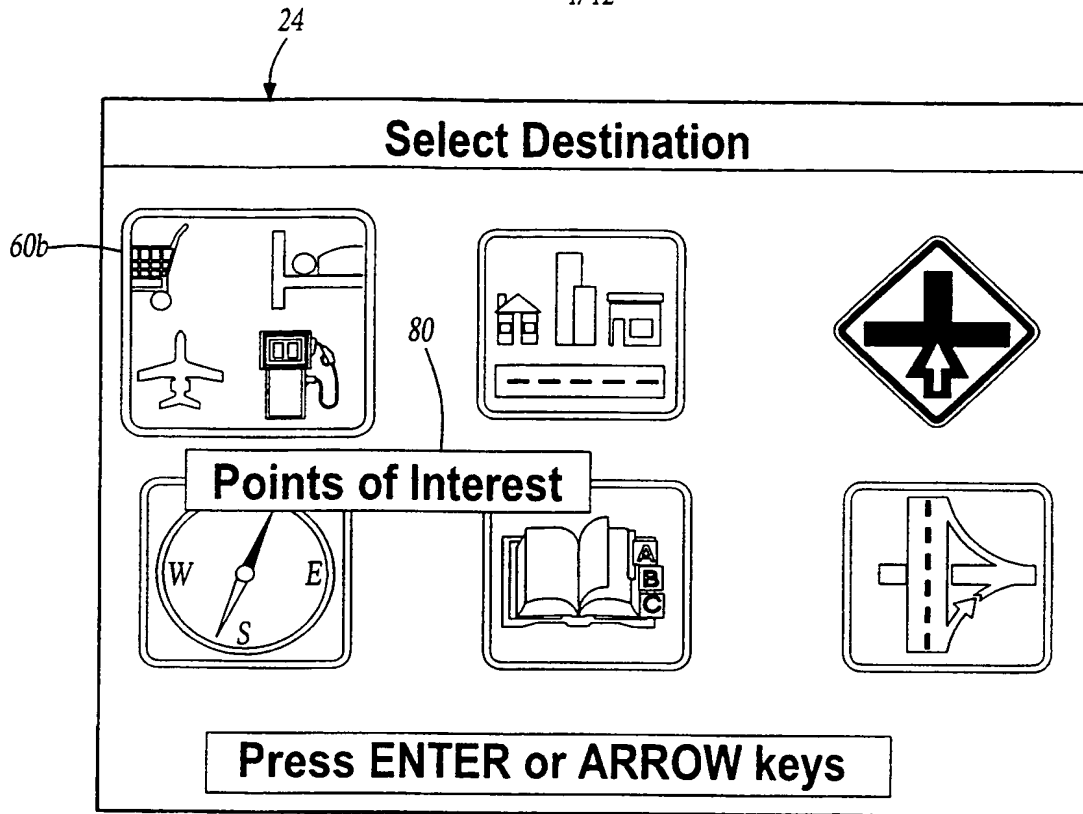 24
Select Destination
60b
80
Points of Interest
W E
S
A
B
C
Press ENTER or ARROW keys